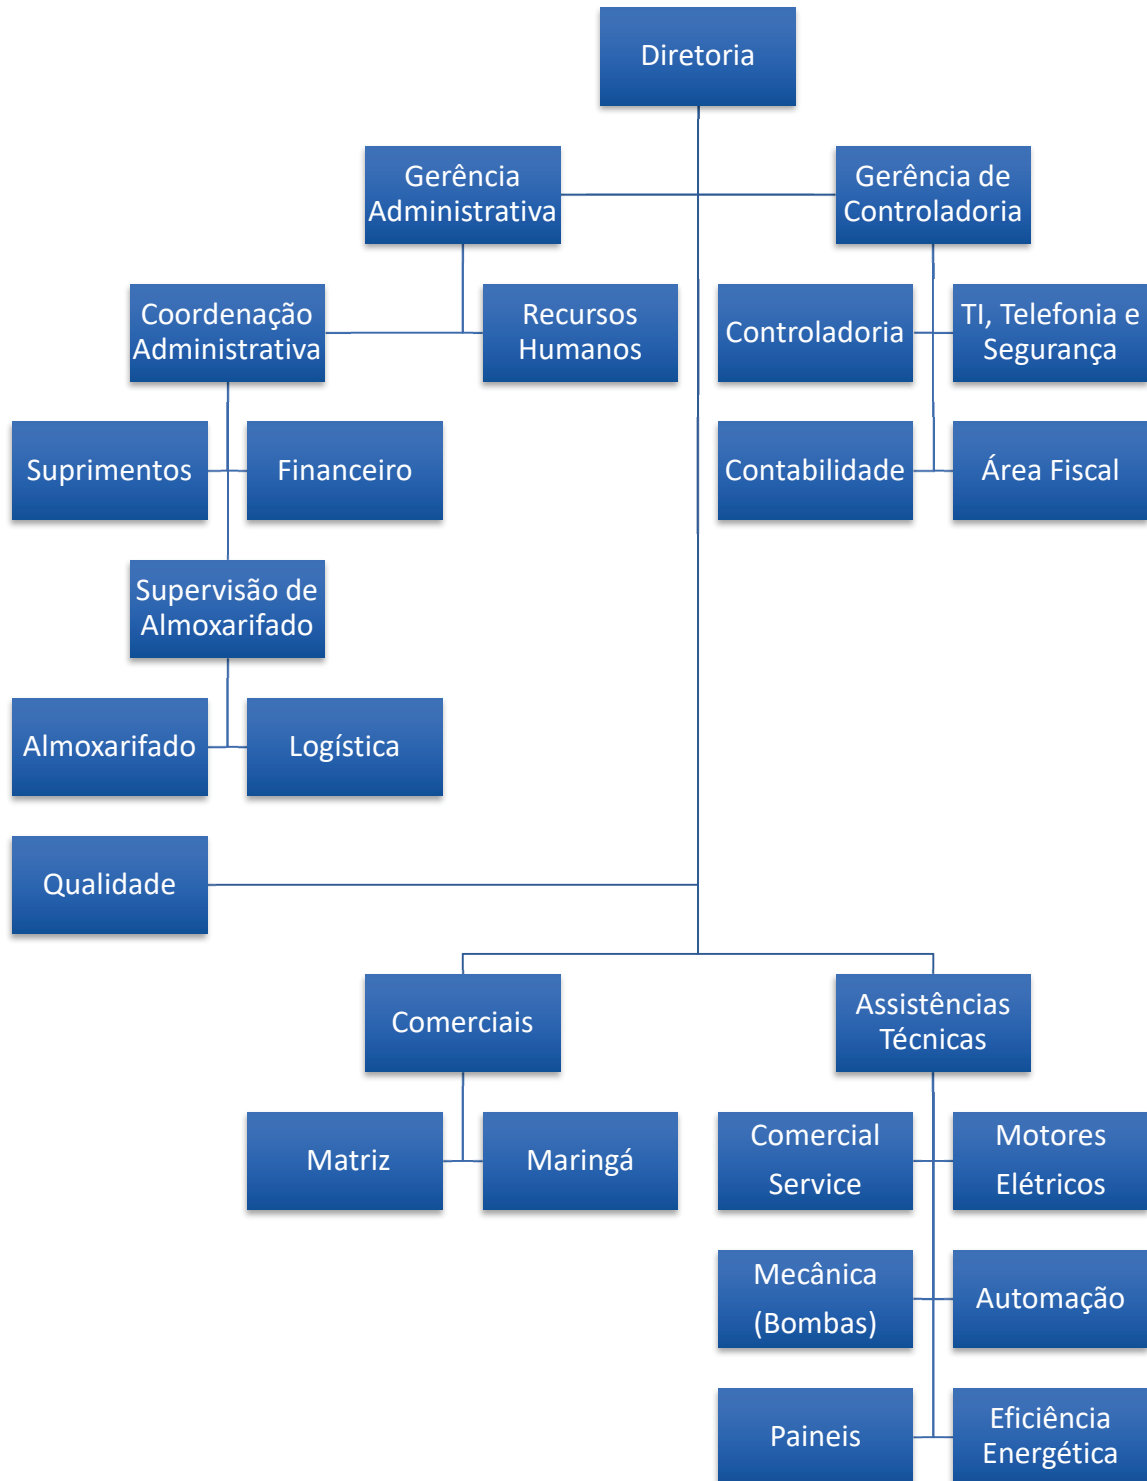 Diretoria
Gerência
Administrativa
Gerência de
Controladoria
Coordenação
Administrativa
Recursos
Humanos
Controladoria
TI, Telefonia e
Segurança
Suprimentos
Financeiro
Contabilidade
Área Fiscal
Supervisão de
Almoxarifado
Almoxarifado
Logística
Qualidade
Comerciais
Assistências
Técnicas
Matriz
Maringá
Comercial
Service
Motores
Elétricos
Mecânica
(Bombas)
Automação
Paineis
Eficiência
Energética